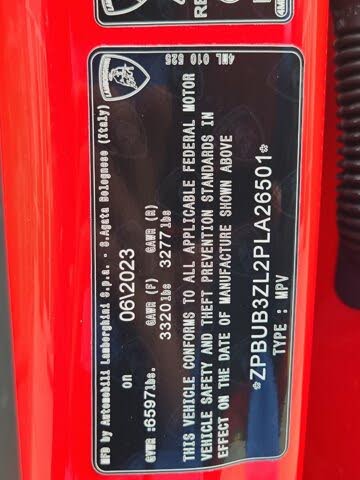 RE
4ML 010 525
MFD by Automobili Lamborghini S.p.a. - S.Agata Bolognese (Italy)
on 06\2023
GVWR :6597lbs. GAWR (F) 3320lbs GAWR (R) 3277lbs
THIS VEHICLE CONFORMS TO ALL APPLICABLE FEDERAL MOTOR
VEHICLE SAFETY AND THEFT PREVENTION STANDARDS IN
EFFECT ON THE DATE OF MANUFACTURE SHOWN ABOVE
*ZPBUB3ZL2PLA26501*
TYPE : MPV